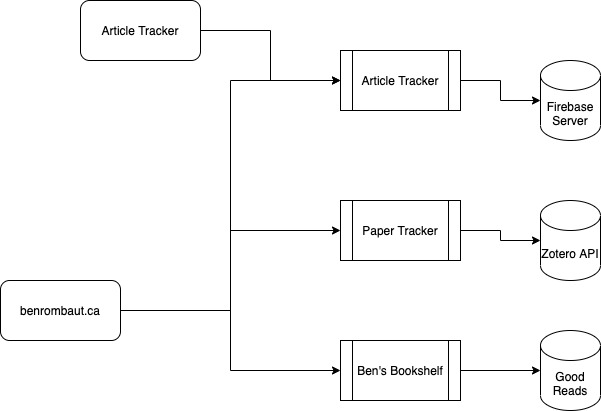 Article Tracker
Article Tracker
Firebase
Server
Paper Tracker
Zotero API
benrombaut.ca
Ben's Bookshelf
Good
Reads